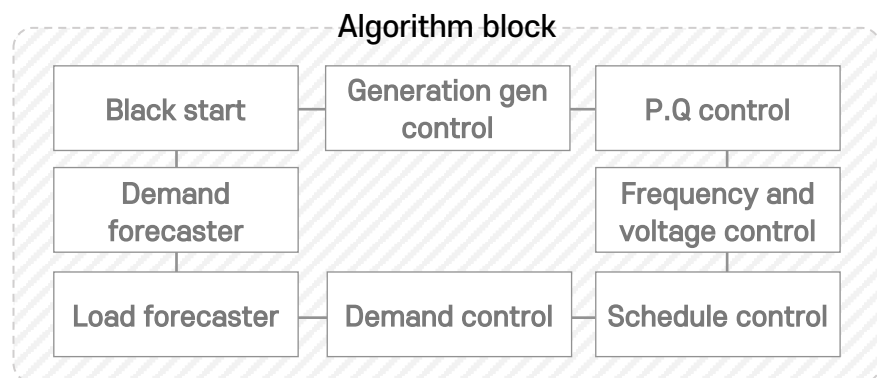 Algorithm block
Black start
Generation gen
control
P.Q control
Demand
forecaster
Frequency and
voltage control
Load forecaster
Demand control
Schedule control